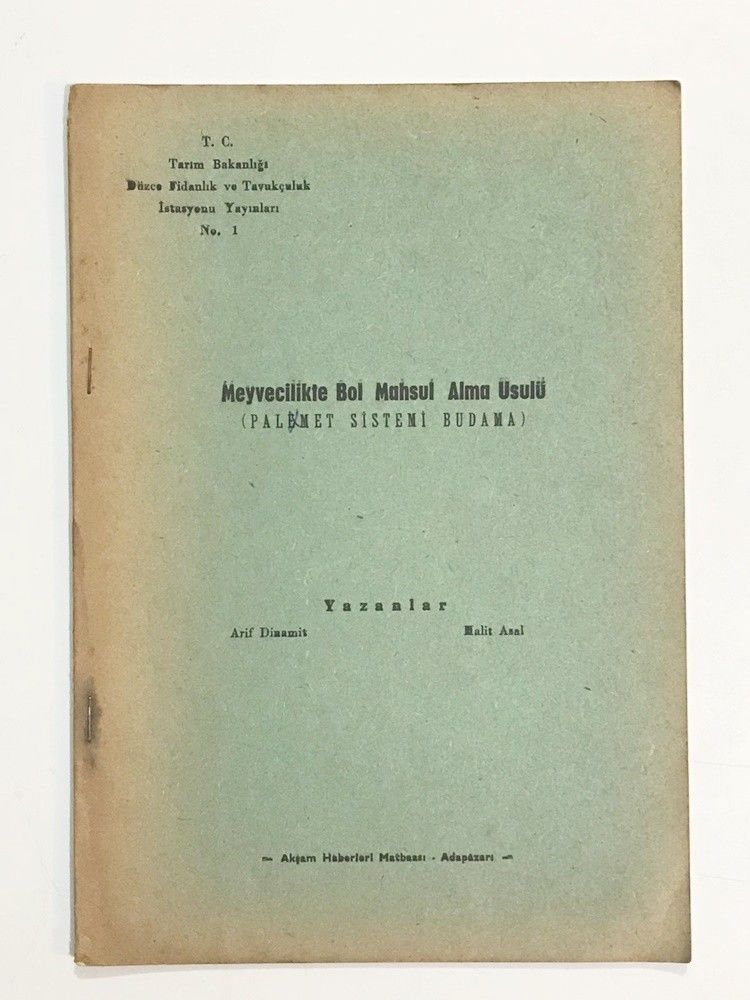 T. C.
Tarım Bakanlığı
Düzce Fidanlık ve Tavukçuluk
İstasyonu Yayınları
No. 1
Meyvecilikte Bol Mahsul Alma Usulü
(PALEMET SİSTEMİ BUDAMA)
Yazanlar
Arif Dinamit Halit Asal
Akşam Haberleri Matbaası - Adapazarı